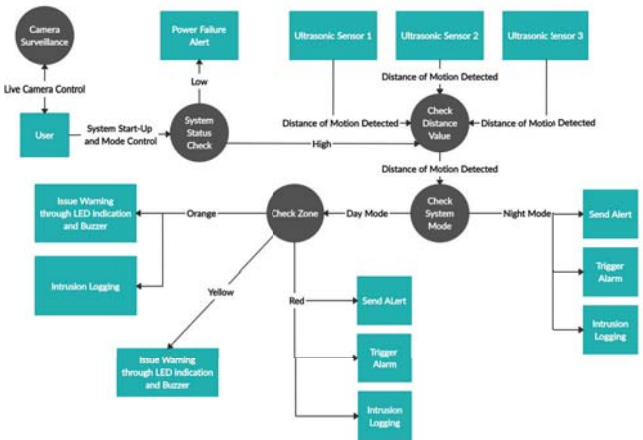 Camera
Surveillance
Power Failure
Alert
Ultrasonic Sensor 1
Ultrasonic Sensor 2
Ultrasonic Sensor 3
Live Camera Control
Low
Distance of Motion Detected
User
System Start-Up
and Mode Control
System
Status
Check
Distance of Motion Detected
Check
Distance
Value
Distance of Motion Detected
High
Distance of Motion Detected
Issue Warning
through LED indication
and Buzzer
Orange
Check Zone
Day Mode
Check
System
Mode
Night Mode
Send Alert
Trigger
Alarm
Intrusion Logging
Yellow
Red
Send ALert
Intrusion
Logging
Issue Warning
through LED indication
and Buzzer
Trigger
Alarm
Intrusion
Logging